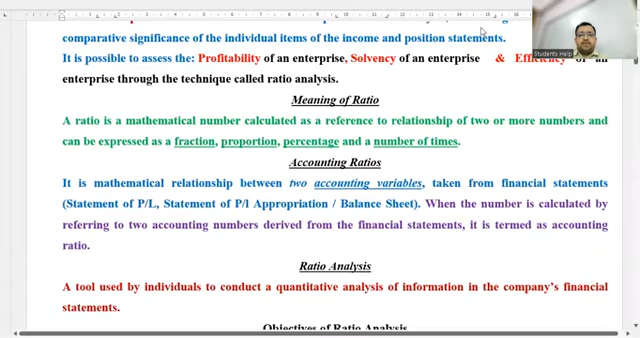 comparative significance of the individual items of the income and position statements.
It is possible to assess the: Profitability of an enterprise, Solvency of an enterprise & Efficiency of an
enterprise through the technique called ratio analysis.
Meaning of Ratio
A ratio is a mathematical number calculated as a reference to relationship of two or more numbers and
can be expressed as a fraction, proportion, percentage and a number of times.
Accounting Ratios
It is mathematical relationship between two accounting variables, taken from financial statements
(Statement of P/L, Statement of P/l Appropriation / Balance Sheet). When the number is calculated by
referring to two accounting numbers derived from the financial statements, it is termed as accounting
ratio.
Ratio Analysis
A tool used by individuals to conduct a quantitative analysis of information in the company's financial
statements.
Objectives of Ratio Analysis
Students Help